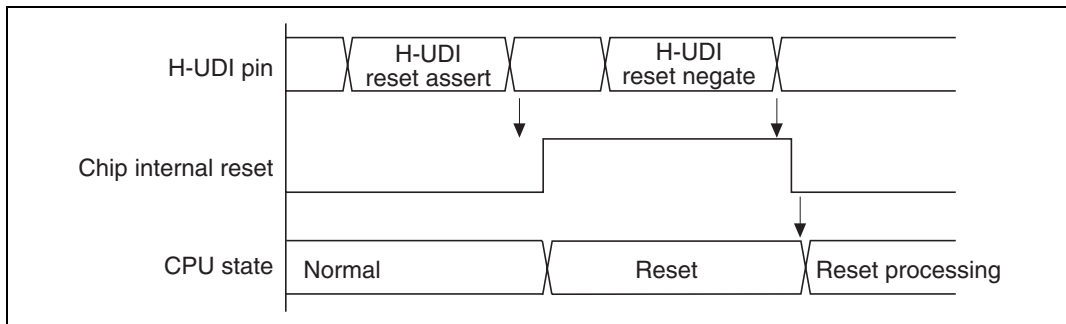 H-UDI pin
H-UDI
reset assert
H-UDI
reset negate
Chip internal reset
CPU state
Normal
Reset
Reset processing